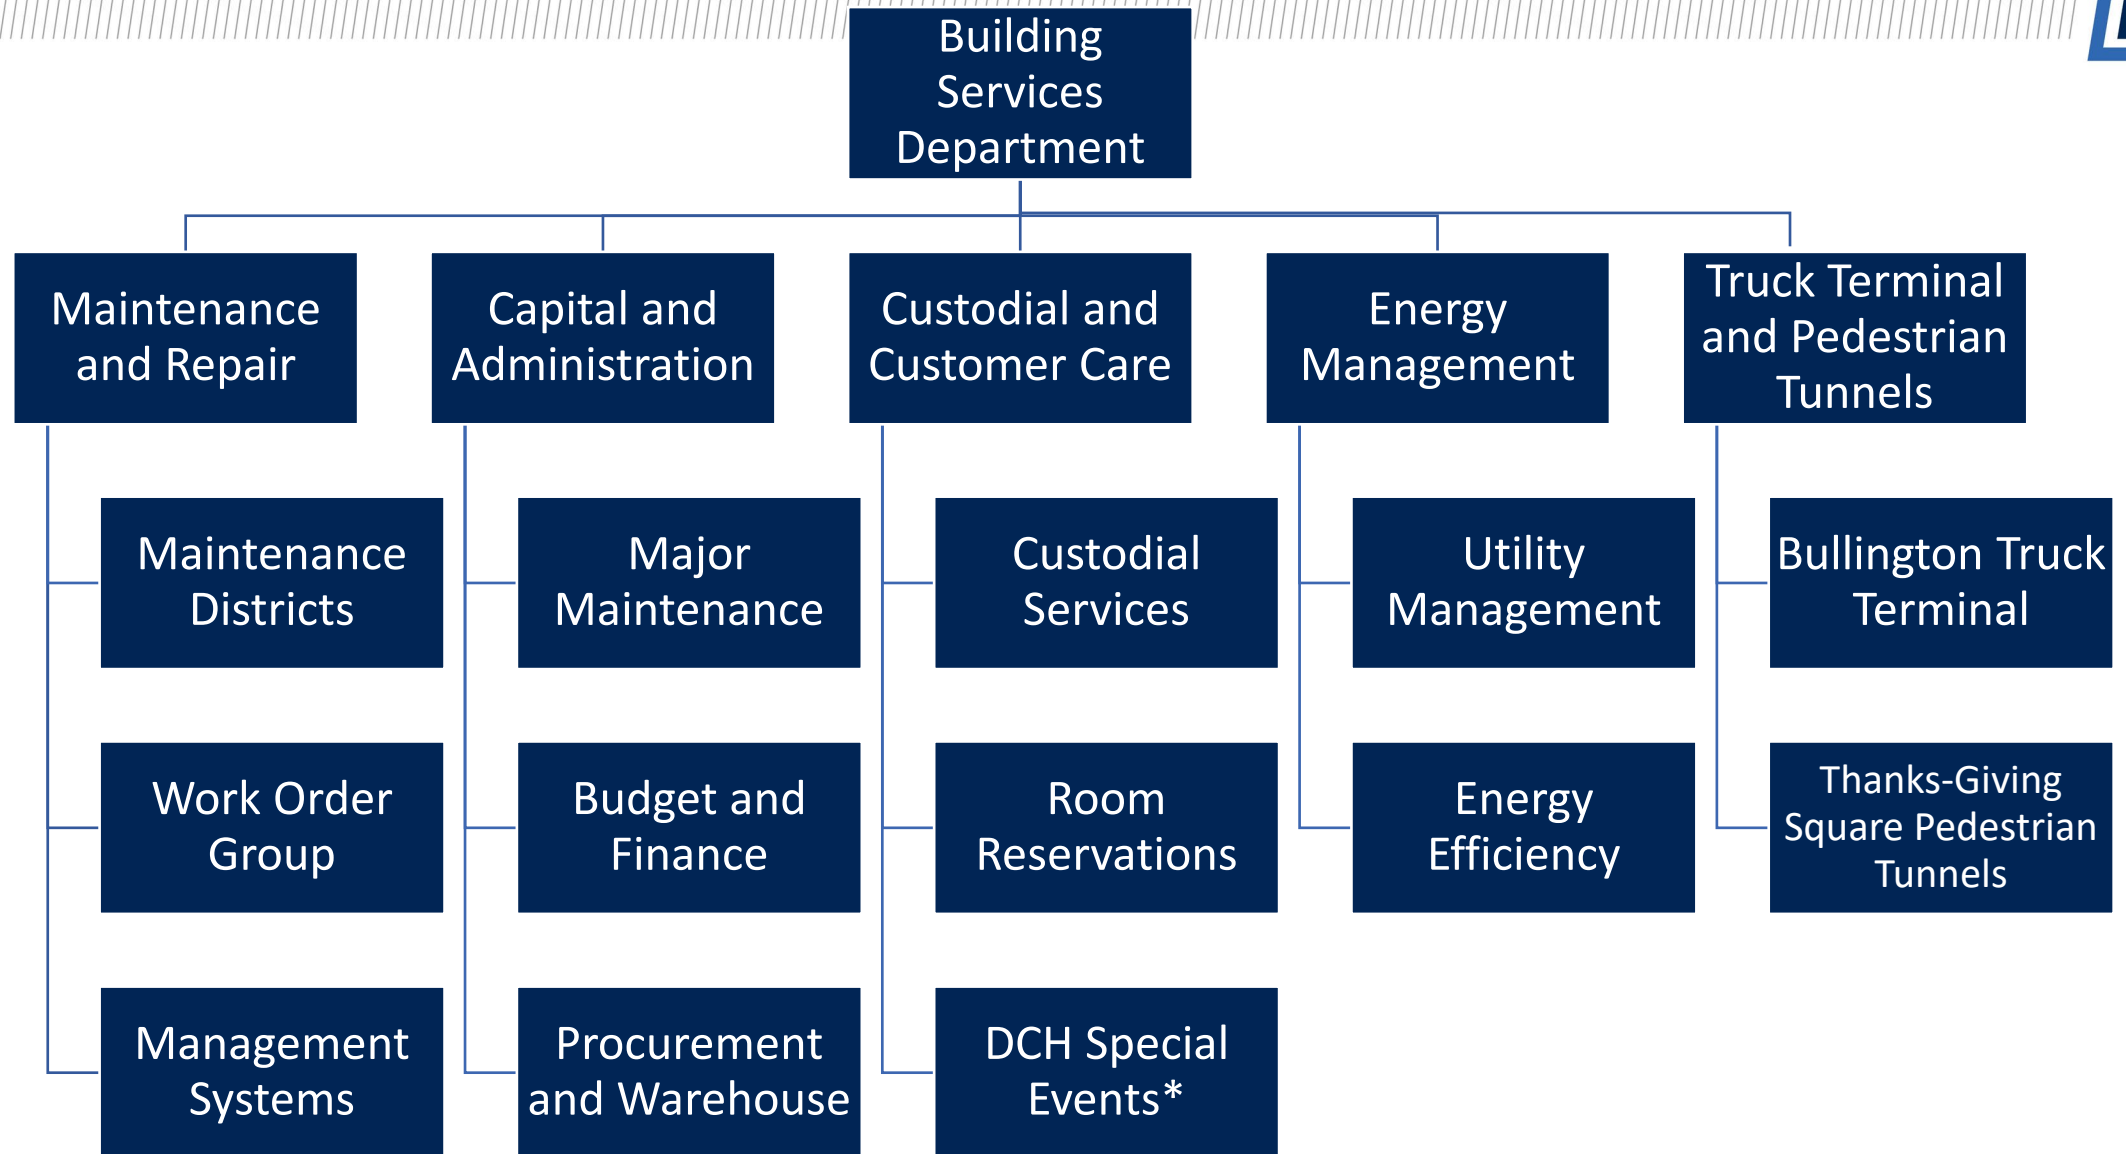 Building
Services
Department
Maintenance
and Repair
Capital and
Administration
Custodial and
Customer Care
Energy
Management
Truck Terminal
and Pedestrian
Tunnels
Maintenance
Districts
Major
Maintenance
Custodial
Services
Utility
Management
Bullington Truck
Terminal
Work Order
Group
Budget and
Finance
Room
Reservations
Energy
Efficiency
Thanks-Giving
Square Pedestrian
Tunnels
Management
Systems
Procurement
and Warehouse
DCH Special
Events*